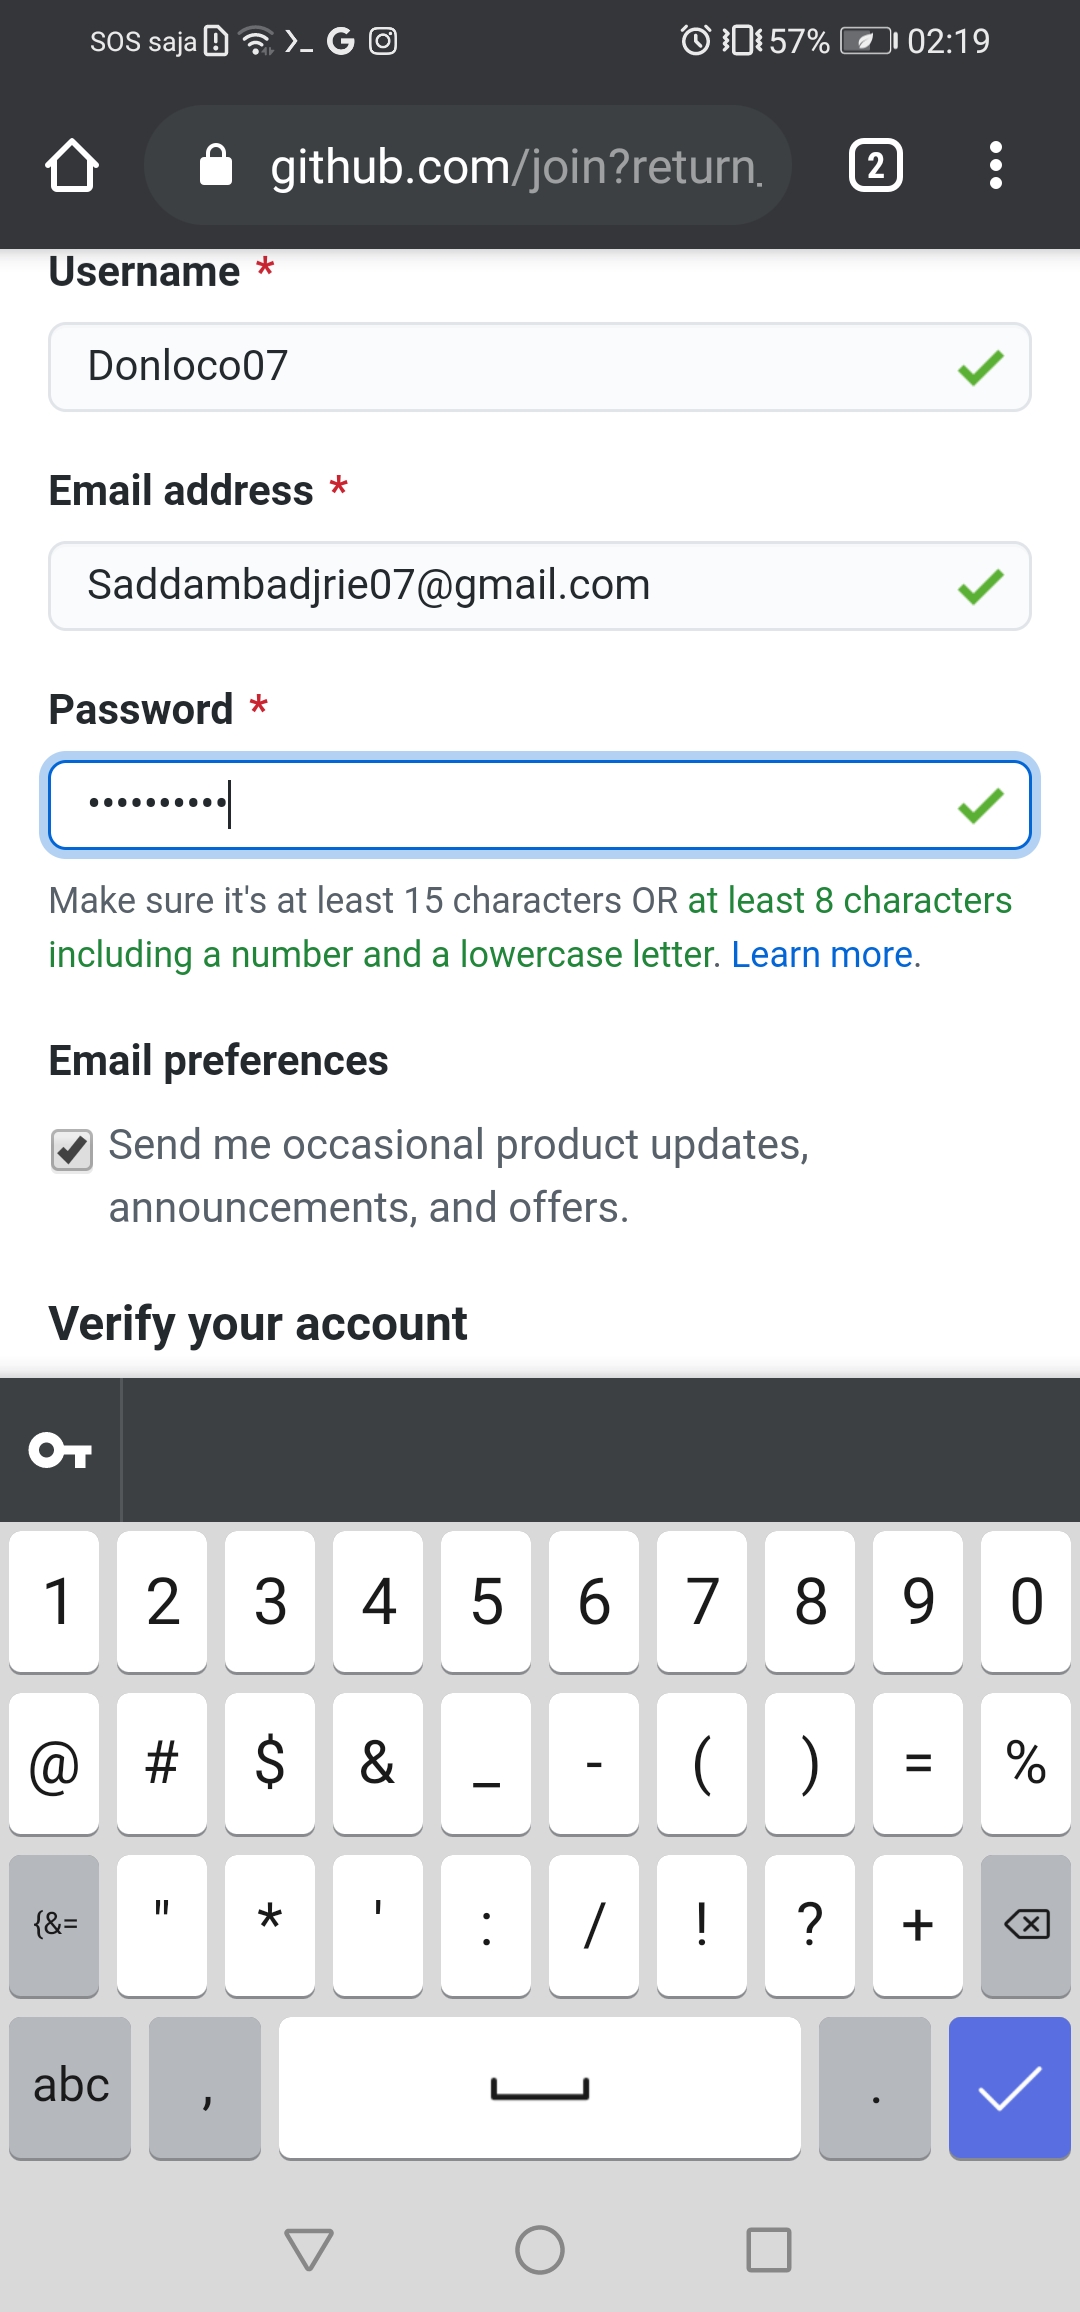 SOS saja 57% 02:19
github.com/join?return_ 2
Username *
Donloco07
Email address *
Saddambadjrie07@gmail.com
Password *
••••••••••
Make sure it's at least 15 characters OR at least 8 characters
including a number and a lowercase letter. Learn more.
Email preferences
Send me occasional product updates,
announcements, and offers.
Verify your account
1 2 3 4 5 6 7 8 9 0
@ # $ & _ - ( ) = %
{&= " * ' : / ! ? +
abc , .